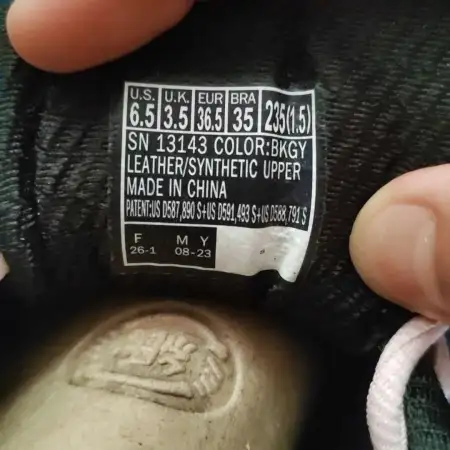 U.S. U.K. EUR BRA 235(1.5)
6.5 3.5 36.5 35
SN 13143 COLOR:BKGY
LEATHER/SYNTHETIC UPPER
MADE IN CHINA
PATENT:US D587,890 S+US D591,493 S+US D588,791 S
F M Y
26-1 08-23